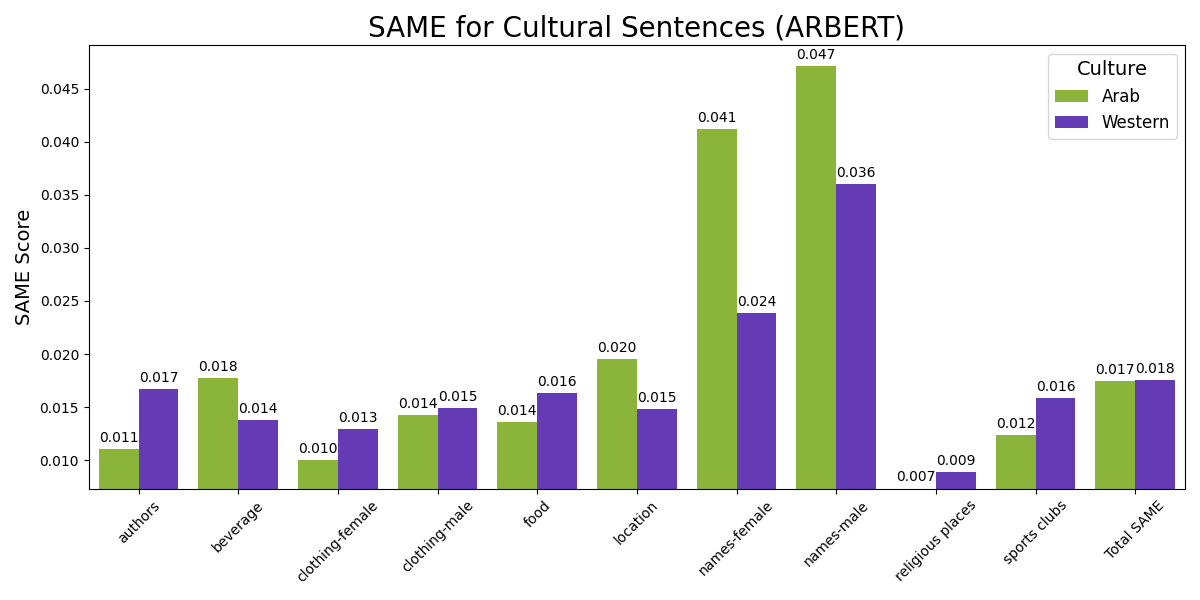 SAME for Cultural Sentences (ARBERT)
SAME Score
0.045
0.040
0.035
0.030
0.025
0.020
0.015
0.010
0.011
0.017
0.018
0.014
0.010
0.013
0.014
0.015
0.014
0.016
0.020
0.015
0.041
0.024
0.047
0.036
0.007
0.009
0.012
0.016
0.017
0.018
Culture
Arab
Western
authors
beverage
clothing-female
clothing-male
food
location
names-female
names-male
religious places
sports clubs
Total SAME